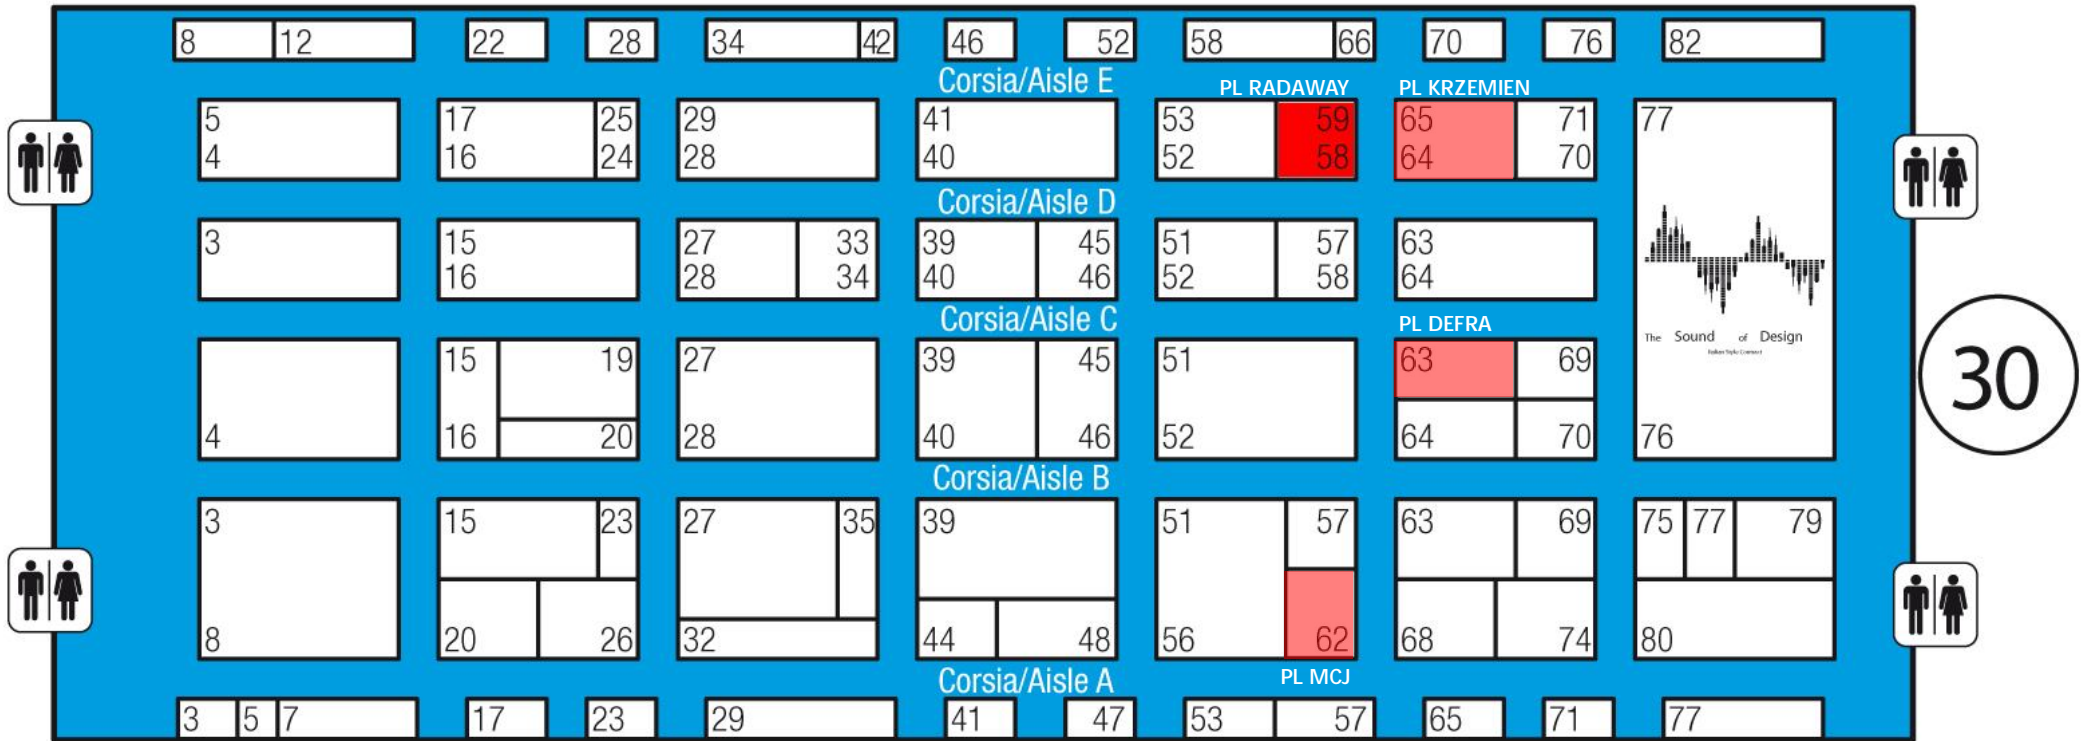 8 12 22 28 34 42 46 52 58 66 70 76 82
Corsia/Aisle E
PL RADAWAY PL KRZEMIEN
5 17 25 29 41 53 59 65 71 77
4 16 24 28 40 52 58 64 70
Corsia/Aisle D
3 15 27 33 39 45 51 57 63
16 28 34 40 46 52 58 64
Corsia/Aisle C
PL DEFRA
The Sound of Design
Italian Style Concept
15 19 27 39 45 51 63 69
30
4 16 20 28 40 46 52 64 70 76
Corsia/Aisle B
3 15 23 27 35 39 51 57 63 69 75 77 79
8 20 26 32 44 48 56 62 68 74 80
PL MCJ
Corsia/Aisle A
3 5 7 17 23 29 41 47 53 57 65 71 77